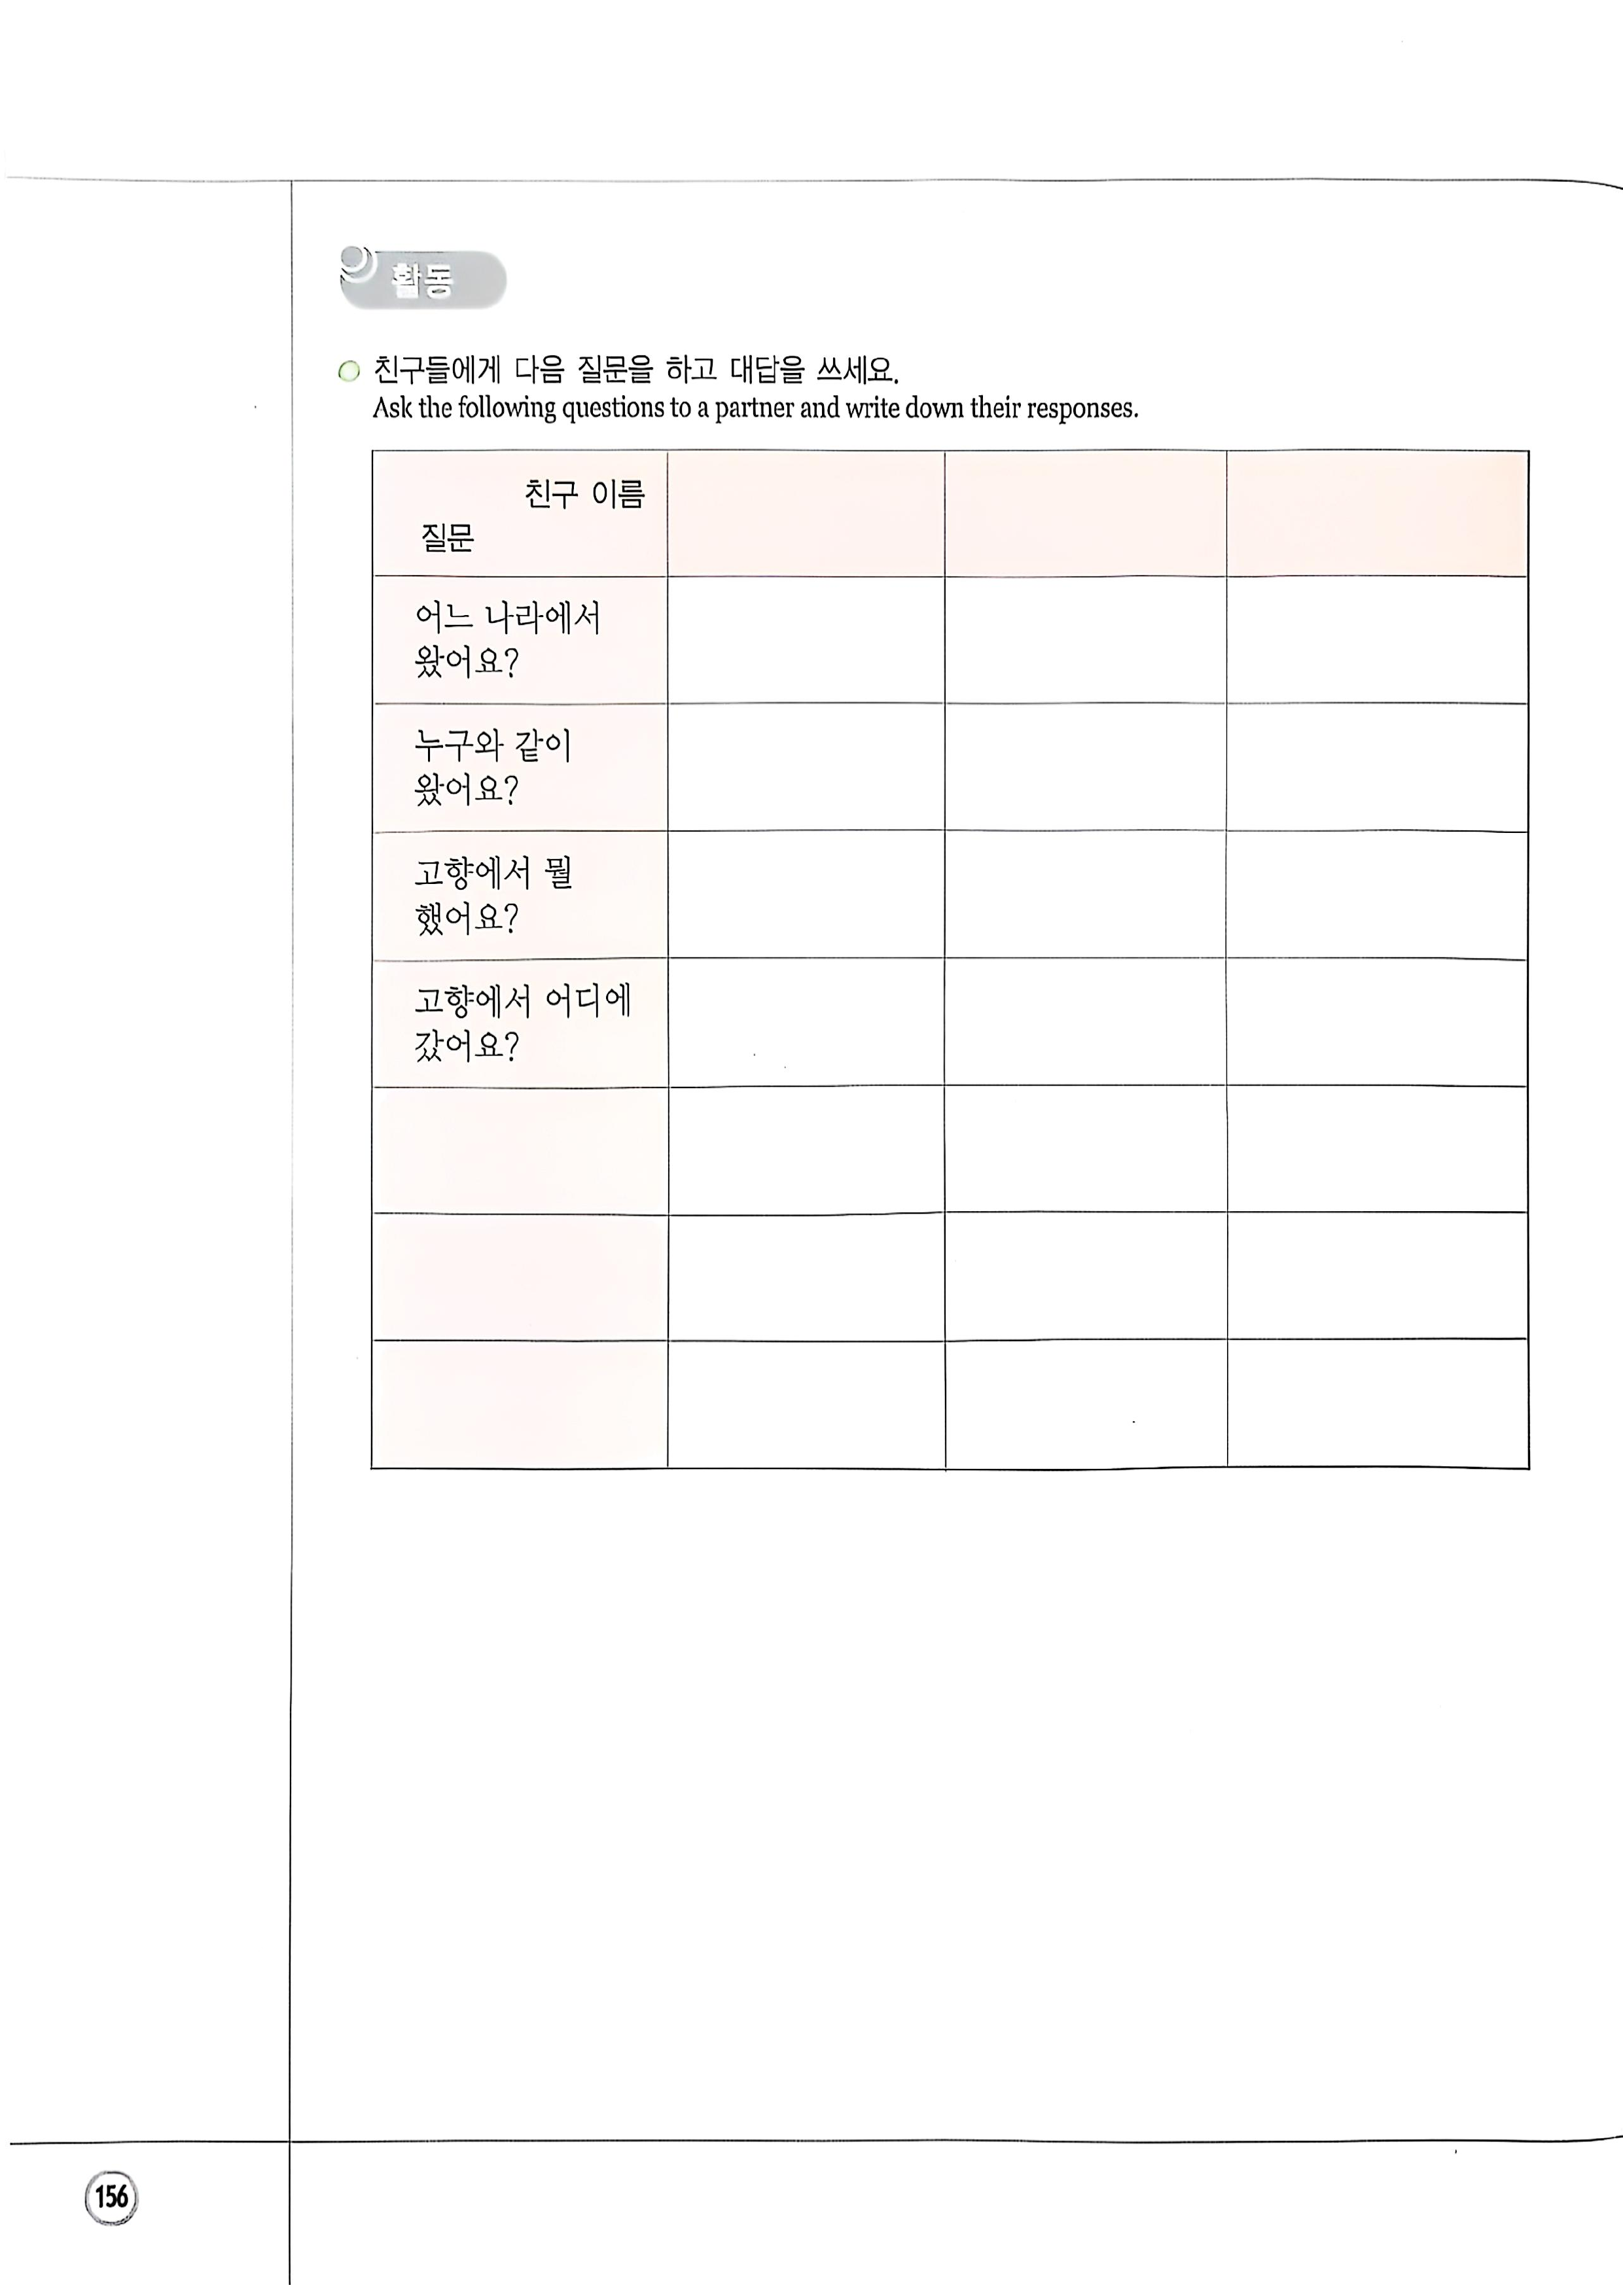 활동
친구들에게 다음 질문을 하고 대답을 쓰세요.
Ask the following questions to a partner and write down their responses.
친구 이름
질문
어느 나라에서
왔어요?
누구와 같이
왔어요?
고향에서 뭘
했어요?
고향에서 어디에
갔어요?
156